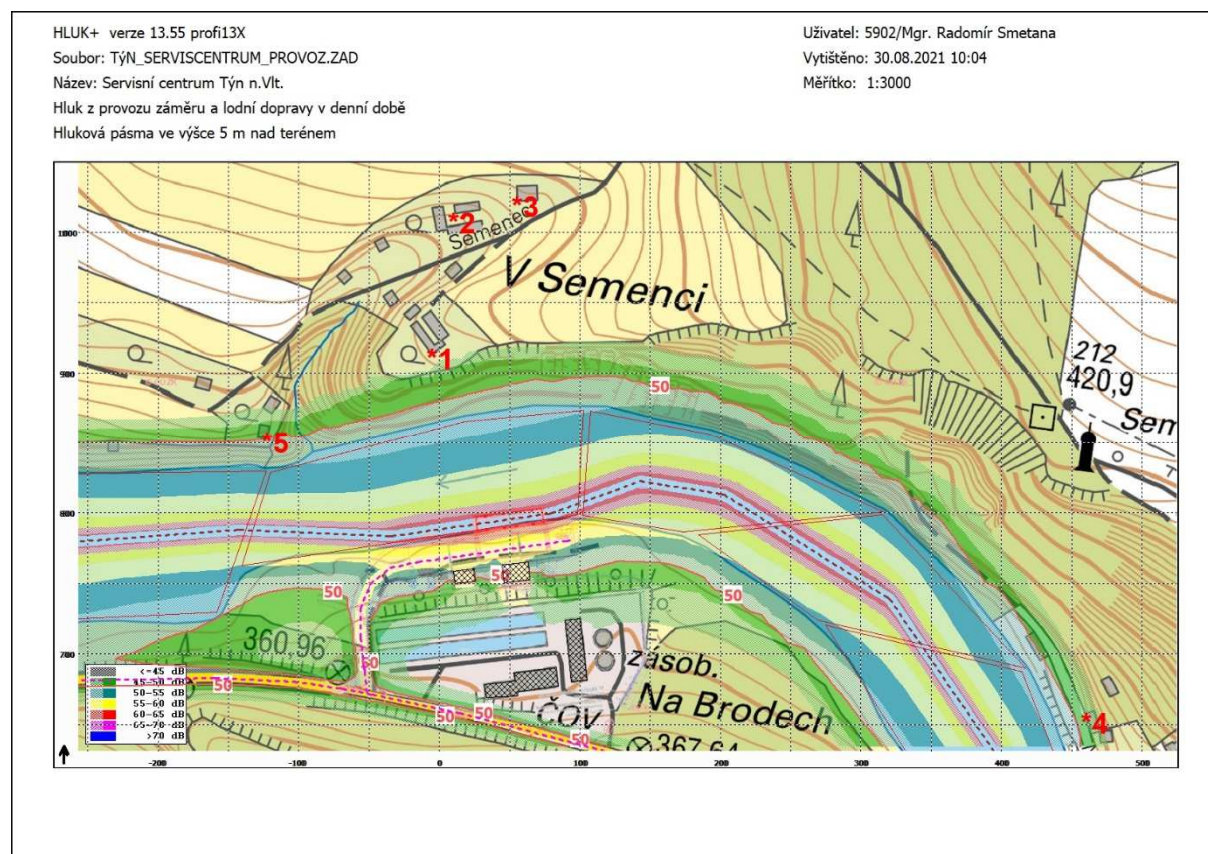 HLUK+ verze 13.55 profi13X
Soubor: TýN_SERVISCENTRUM_PROVOZ.ZAD
Název: Servisní centrum Týn n.Vlt.
Hluk z provozu záměru a lodní dopravy v denní době
Hluková pásma ve výšce 5 m nad terénem
Uživatel: 5902/Mgr. Radomír Smetana
Vytištěno: 30.08.2021 10:04
Měřítko: 1:3000
1000
*2
*3
Semenec
V Semenci
*1
900
50
212
420,9
Sem
*5
800
50
50
50
360.96
700
50
50
zásob.
Na Brodech
ČOV
50
50
50
367,64
*4
<=45 dB
45-50 dB
50-55 dB
55-60 dB
60-65 dB
65-70 dB
>70 dB
-200
-100
0
100
200
300
400
500